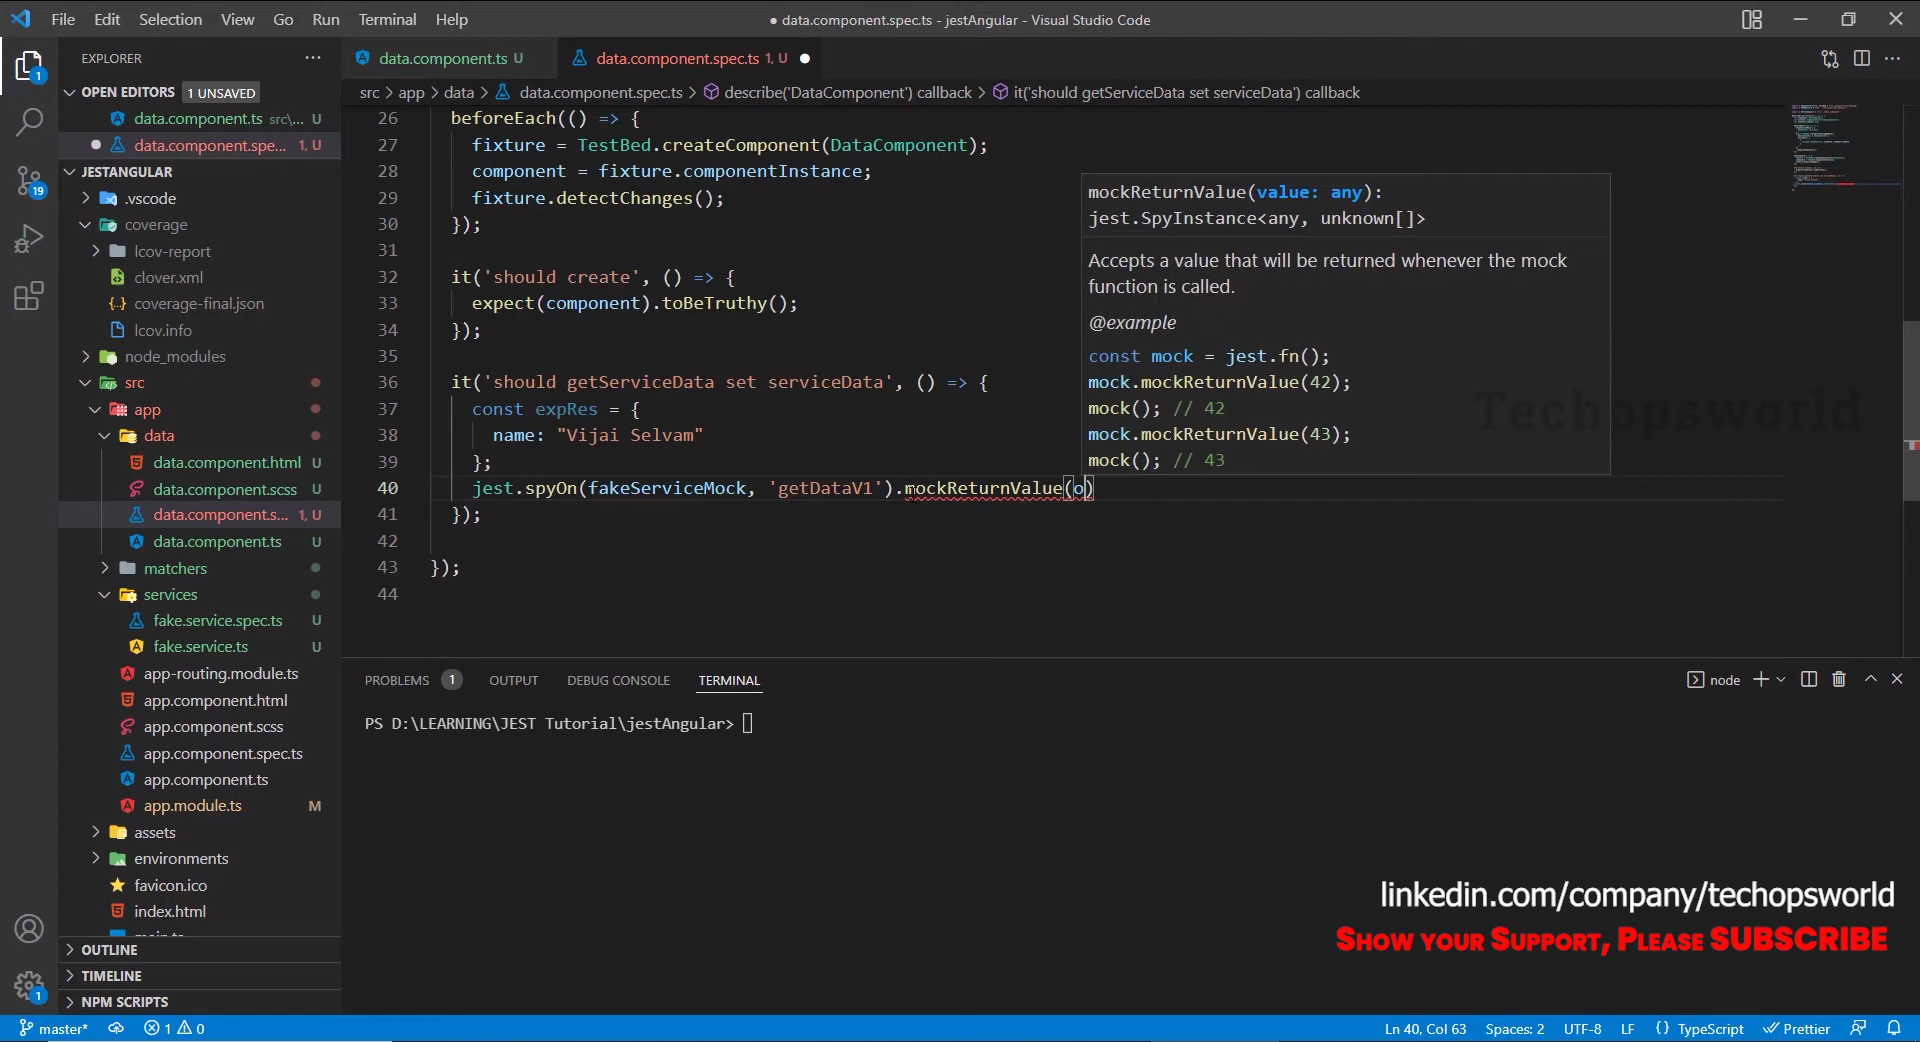 File Edit Selection View Go Run Terminal Help
● data.component.spec.ts - jestAngular - Visual Studio Code
EXPLORER
OPEN EDITORS 1 UNSAVED
data.component.ts src\... U
data.component.spe... 1, U
JESTANGULAR
.vscode
coverage
lcov-report
clover.xml
coverage-final.json
lcov.info
node_modules
src
app
data
data.component.html U
data.component.scss U
data.component.s... 1, U
data.component.ts U
matchers
services
fake.service.spec.ts U
fake.service.ts U
app-routing.module.ts
app.component.html
app.component.scss
app.component.spec.ts
app.component.ts
app.module.ts M
assets
environments
favicon.ico
index.html
OUTLINE
TIMELINE
NPM SCRIPTS
1
19
1
data.component.ts U
data.component.spec.ts 1, U
src > app > data > data.component.spec.ts > describe('DataComponent') callback > it('should getServiceData set serviceData') callback
26 beforeEach(() => {
27 fixture = TestBed.createComponent(DataComponent);
28 component = fixture.componentInstance;
29 fixture.detectChanges();
30 });
31
32 it('should create', () => {
33 expect(component).toBeTruthy();
34 });
35
36 it('should getServiceData set serviceData', () => {
37 const expRes = {
38 name: "Vijai Selvam"
39 };
40 jest.spyOn(fakeServiceMock, 'getDataV1').mockReturnValue(o)
41 });
42
43 });
44
mockReturnValue(value: any):
jest.SpyInstance<any, unknown[]>
Accepts a value that will be returned whenever the mock
function is called.
@example
const mock = jest.fn();
mock.mockReturnValue(42);
mock(); // 42
mock.mockReturnValue(43);
mock(); // 43
Techopsworld
PROBLEMS 1 OUTPUT DEBUG CONSOLE TERMINAL
node
PS D:\LEARNING\JEST Tutorial\jestAngular>
linkedin.com/company/techopsworld
Show your Support, Please SUBSCRIBE
master* 1 0
Ln 40, Col 63 Spaces: 2 UTF-8 LF {} TypeScript Prettier